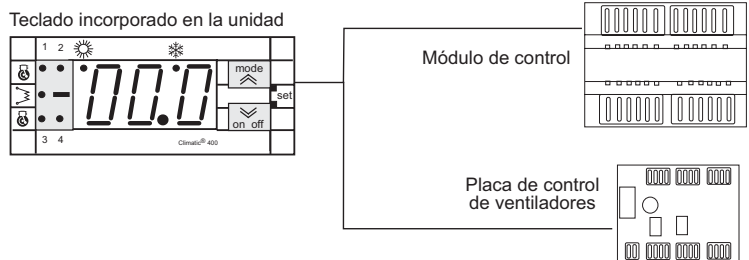 Teclado incorporado en la unidad
1 2
mode
00.0
set
on off
3 4
Climatic® 400
Módulo de control
Placa de control
de ventiladores